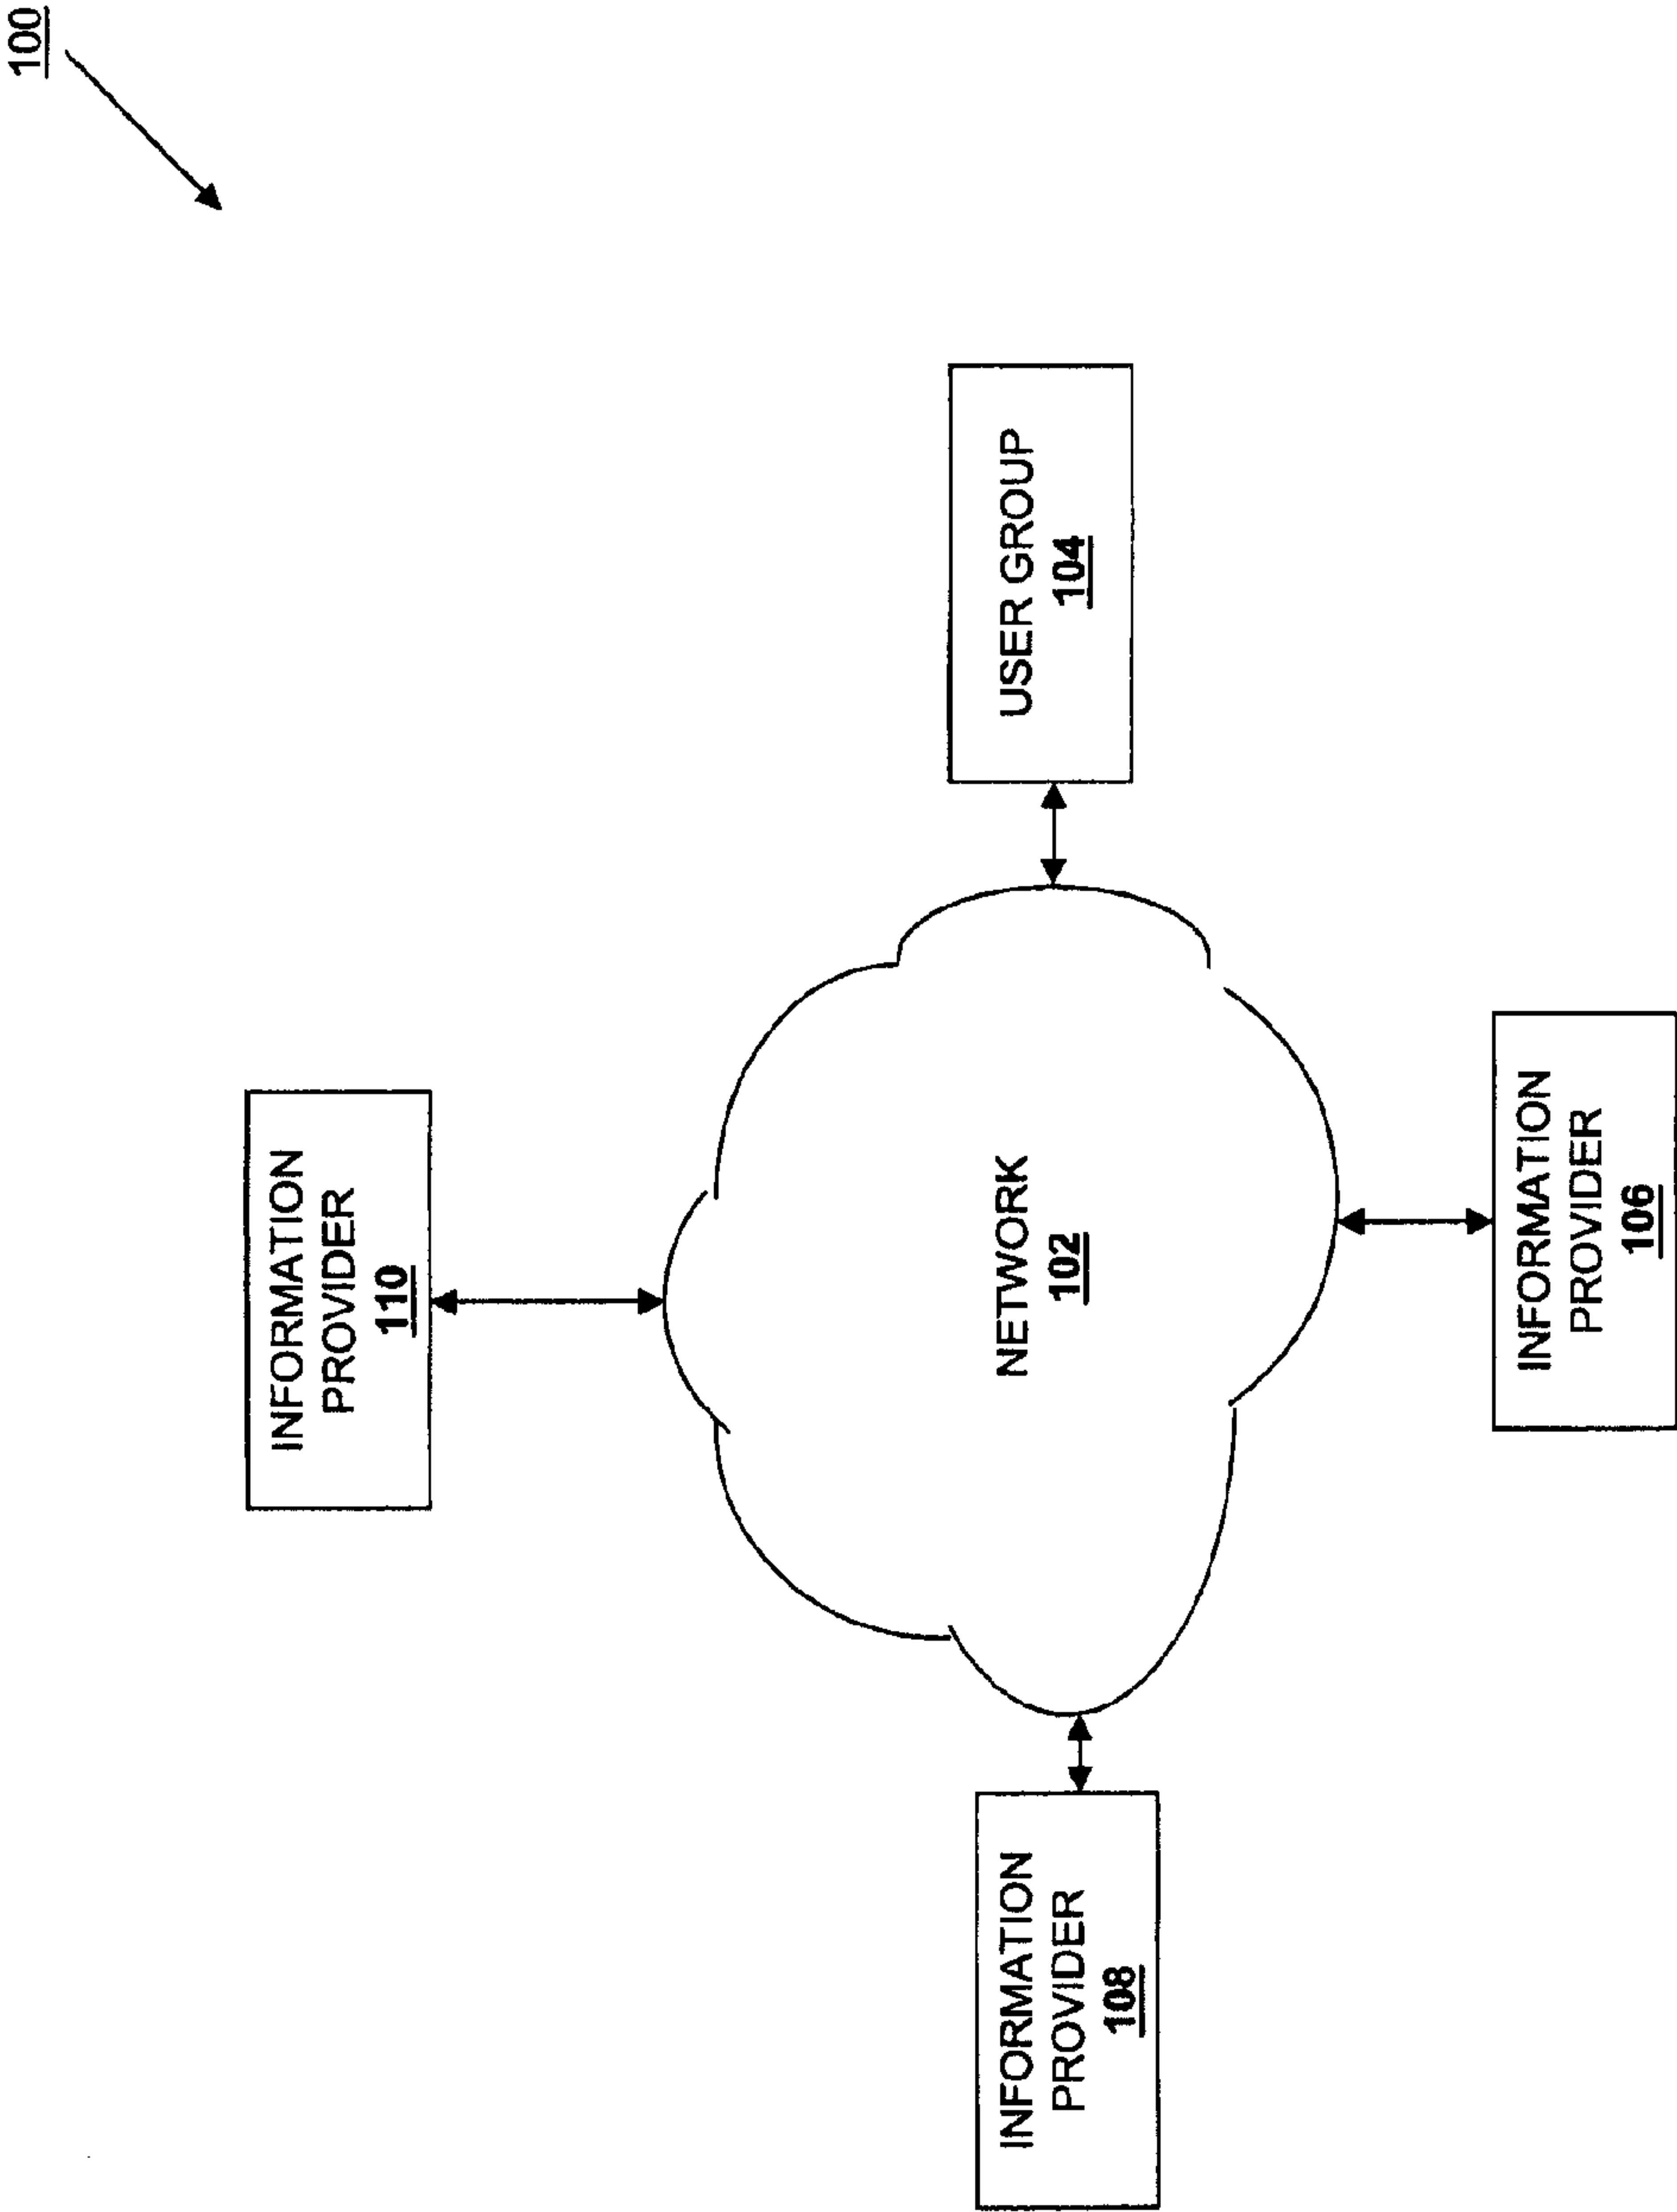 100
INFORMATION
PROVIDER
110
USER GROUP
104
NETWORK
102
INFORMATION
PROVIDER
108
INFORMATION
PROVIDER
106